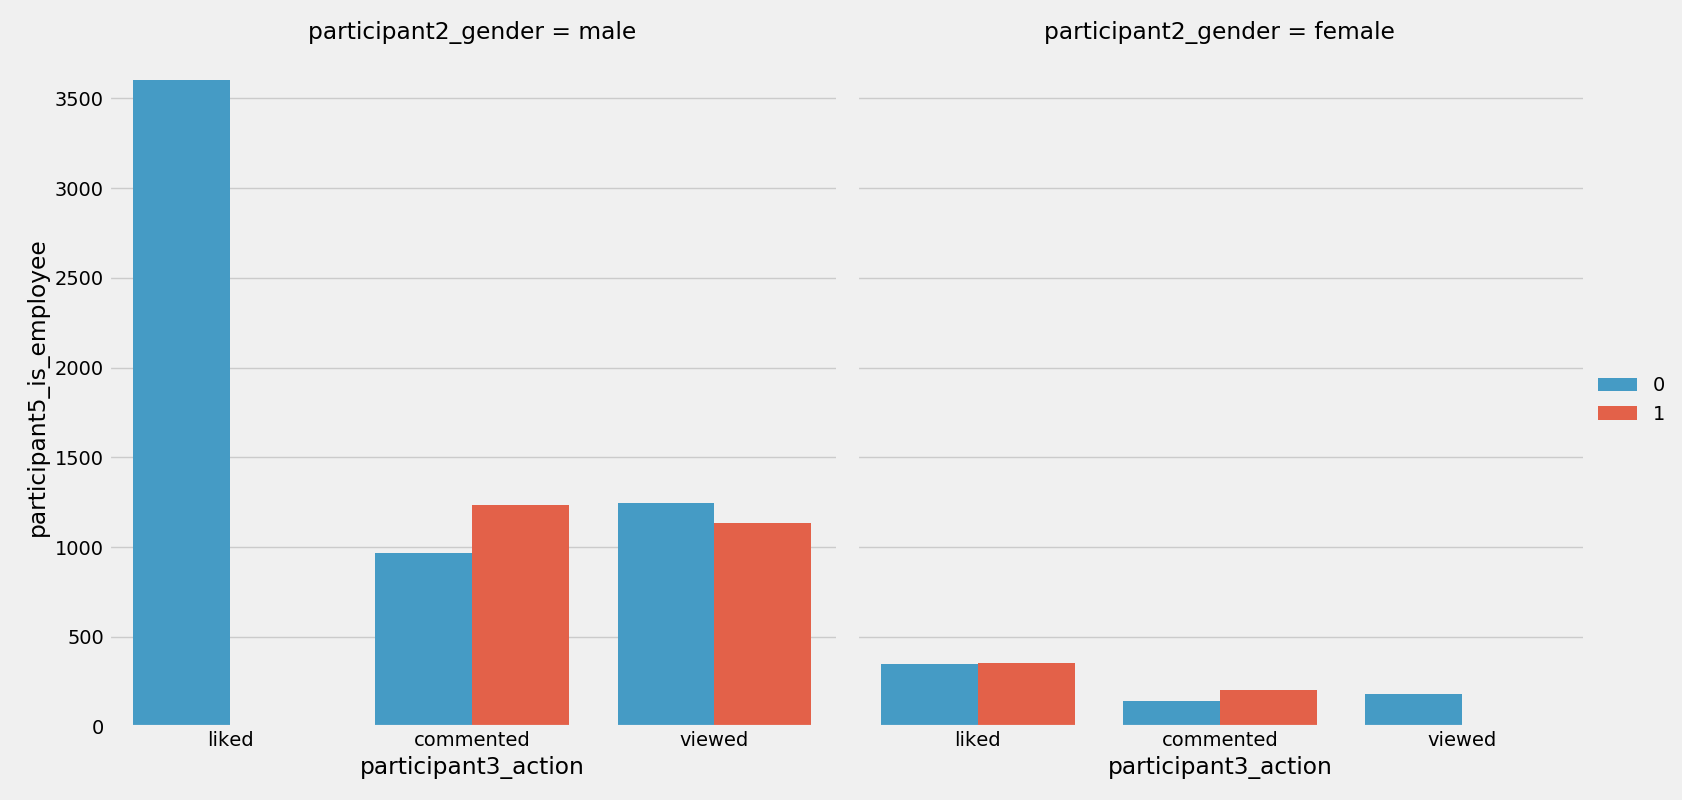 participant2_gender = male
participant2_gender = female
participant5_is_employee
3500
3000
2500
2000
1500
1000
500
0
liked commented viewed
liked commented viewed
participant3_action
participant3_action
0
1